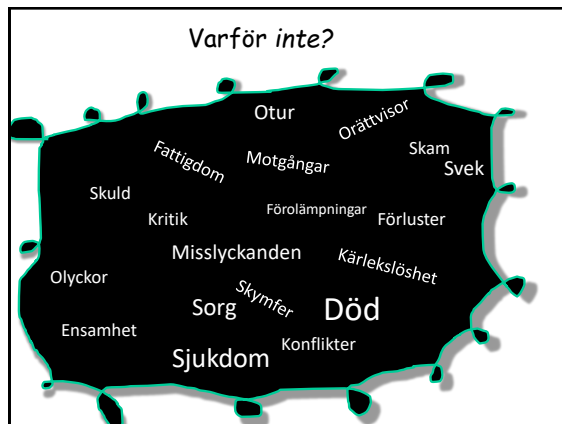 Varför inte?
Otur
Orättvisor
Fattigdom
Motgångar
Skam
Svek
Skuld
Kritik
Förolämpningar
Förluster
Misslyckanden
Kärlekslöshet
Olyckor
Skymfer
Sorg
Död
Ensamhet
Konflikter
Sjukdom